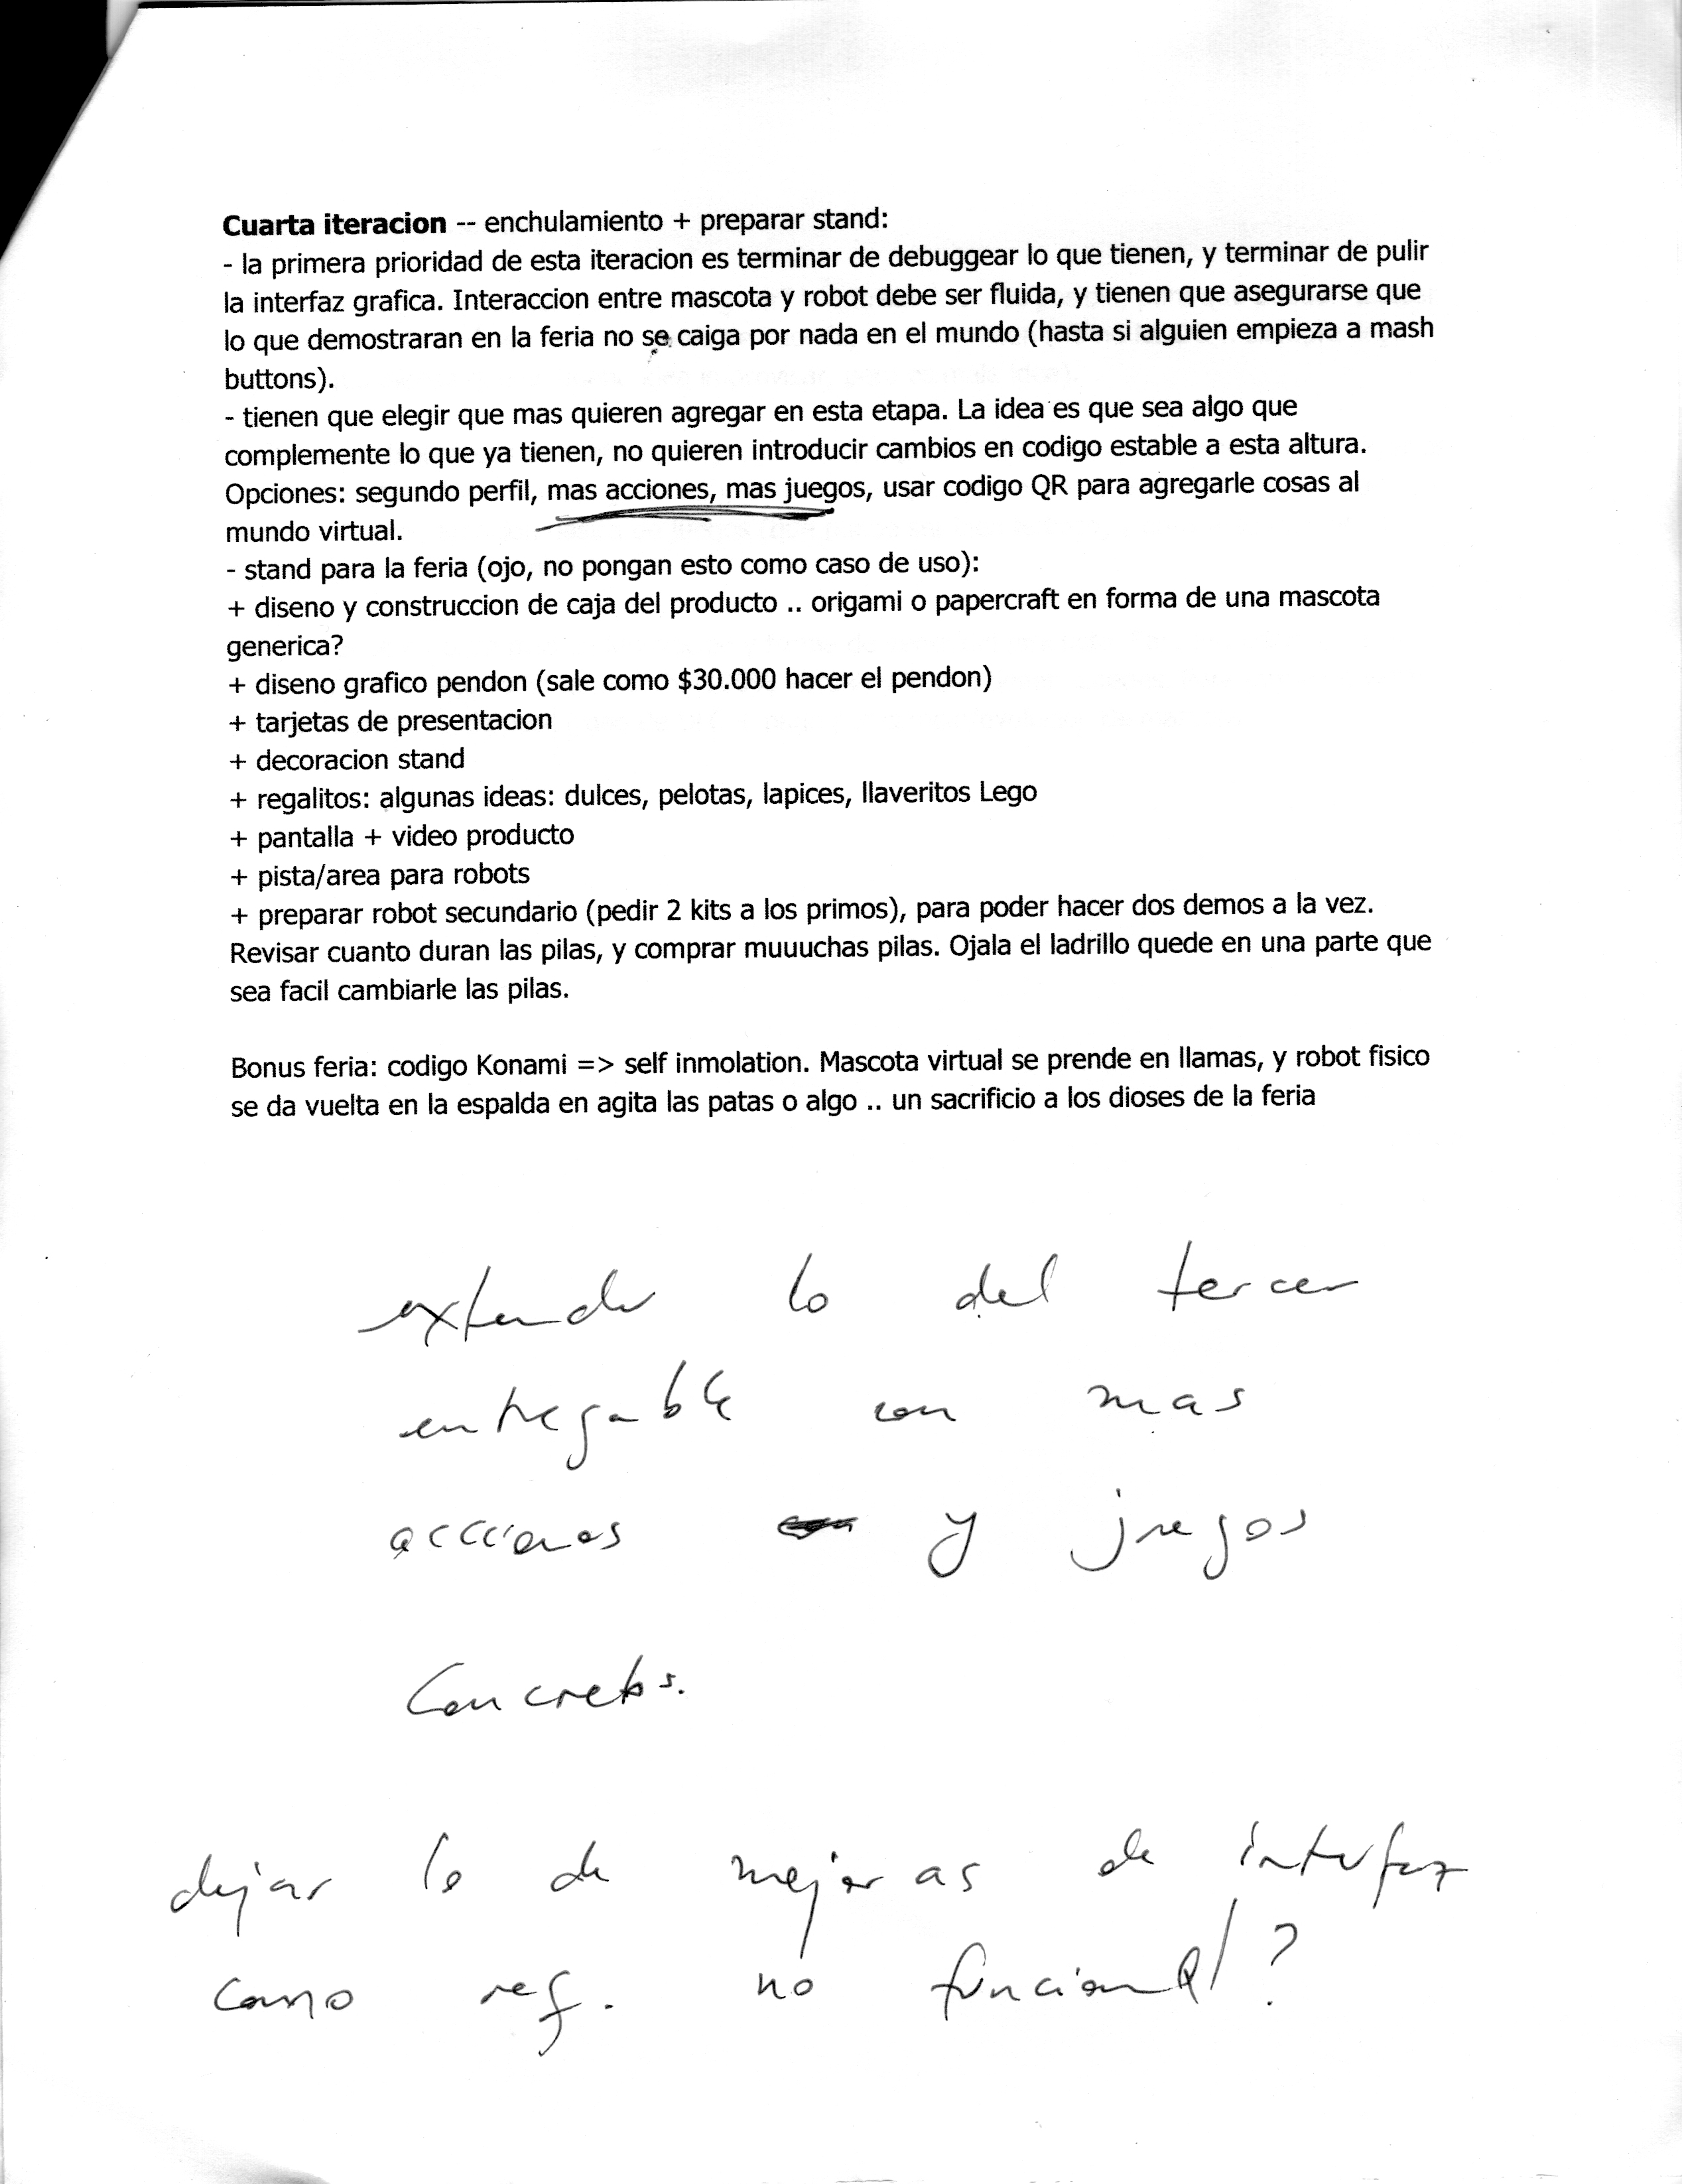 Cuarta iteracion -- enchulamiento + preparar stand:
- la primera prioridad de esta iteracion es terminar de debuggear lo que tienen, y terminar de pulir
la interfaz grafica. Interaccion entre mascota y robot debe ser fluida, y tienen que asegurarse que
lo que demostraran en la feria no se caiga por nada en el mundo (hasta si alguien empieza a mash
buttons).
- tienen que elegir que mas quieren agregar en esta etapa. La idea es que sea algo que
complemente lo que ya tienen, no quieren introducir cambios en codigo estable a esta altura.
Opciones: segundo perfil, mas acciones, mas juegos, usar codigo QR para agregarle cosas al
mundo virtual.
- stand para la feria (ojo, no pongan esto como caso de uso):
+ diseno y construccion de caja del producto .. origami o papercraft en forma de una mascota
generica?
+ diseno grafico pendon (sale como $30.000 hacer el pendon)
+ tarjetas de presentacion
+ decoracion stand
+ regalitos: algunas ideas: dulces, pelotas, lapices, llaveritos Lego
+ pantalla + video producto
+ pista/area para robots
+ preparar robot secundario (pedir 2 kits a los primos), para poder hacer dos demos a la vez.
Revisar cuanto duran las pilas, y comprar muuuchas pilas. Ojala el ladrillo quede en una parte que
sea facil cambiarle las pilas.
Bonus feria: codigo Konami => self inmolation. Mascota virtual se prende en llamas, y robot fisico
se da vuelta en la espalda en agita las patas o algo .. un sacrificio a los dioses de la feria
extender lo del tercer
entregable con mas
acciones y juegos
concretos.
dejar lo de mejoras de interfaz
como req. no funcional?